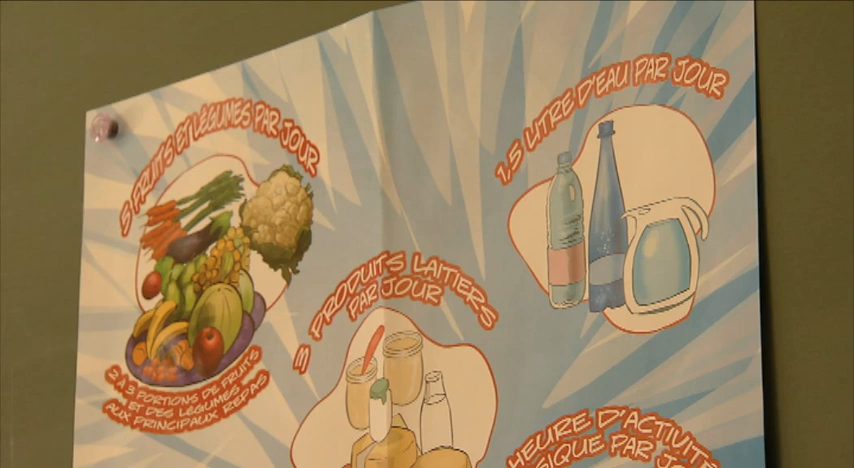 5 FRUITS ET LÉGUMES PAR JOUR
1,5 LITRE D'EAU PAR JOUR
3 PRODUITS LAITIERS
PAR JOUR
2 À 3 PORTIONS DE FRUITS
ET DES LÉGUMES
AUX PRINCIPAUX REPAS
HEURE D'ACTIVITÉ
PAR